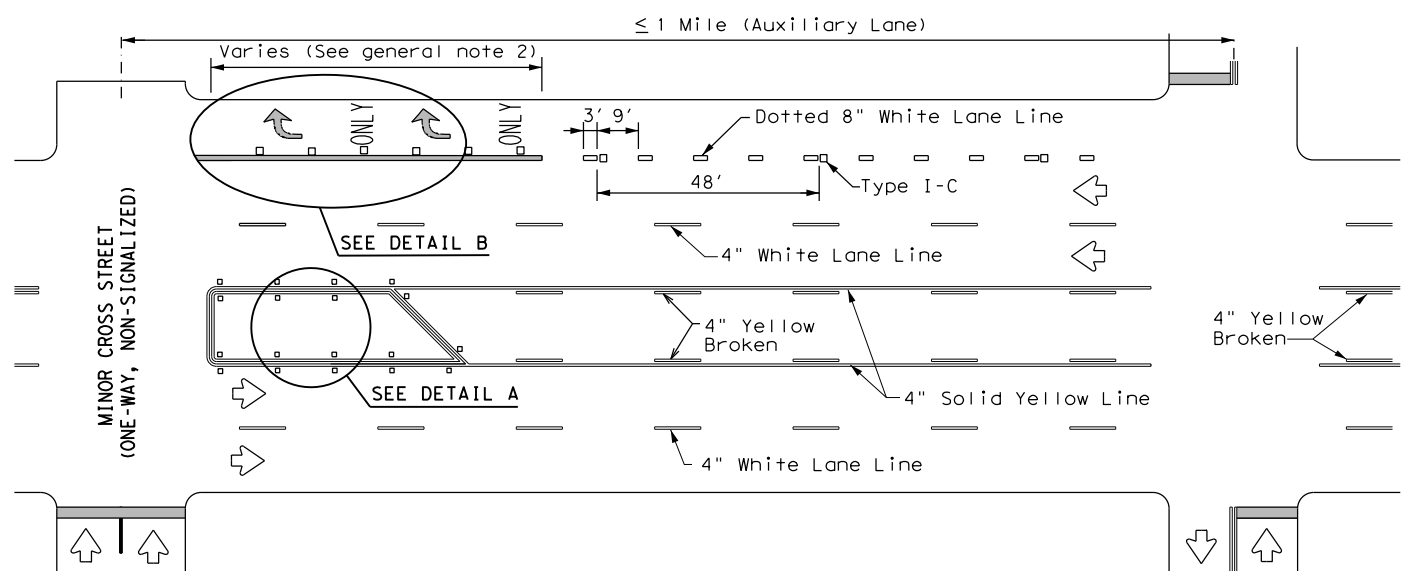 ≤ 1 Mile (Auxiliary Lane)
Varies (See general note 2)
ONLY
ONLY
3' 9'
Dotted 8" White Lane Line
48'
Type I-C
SEE DETAIL B
4" White Lane Line
MINOR CROSS STREET
(ONE-WAY, NON-SIGNALIZED)
4" Yellow
Broken
4" Yellow
Broken
SEE DETAIL A
4" Solid Yellow Line
4" White Lane Line